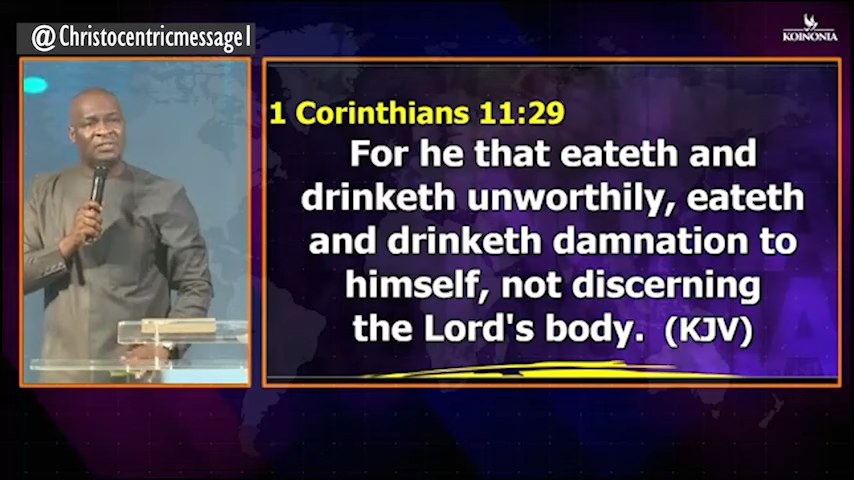 @Christocentricmessage1
KOINONIA
1 Corinthians 11:29
For he that eateth and
drinketh unworthily, eateth
and drinketh damnation to
himself, not discerning
the Lord's body. (KJV)